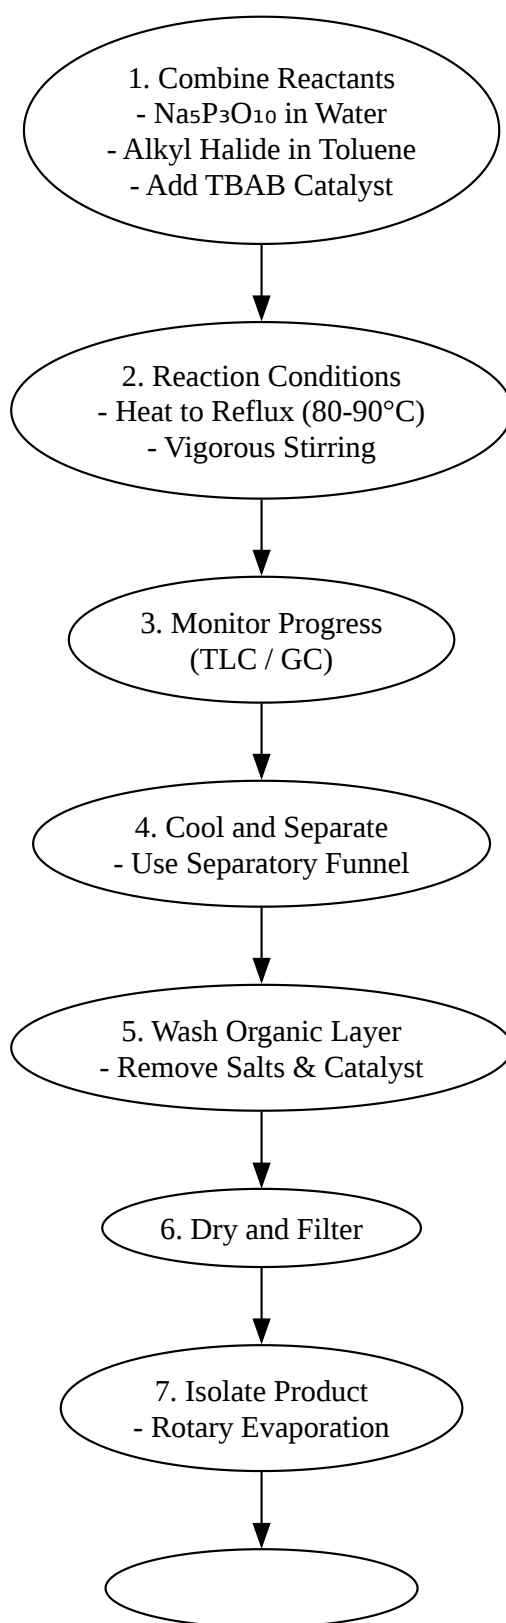 1. Combine Reactants
- Na₅P₃O₁₀ in Water
- Alkyl Halide in Toluene
- Add TBAB Catalyst
2. Reaction Conditions
- Heat to Reflux (80-90°C)
- Vigorous Stirring
3. Monitor Progress
(TLC / GC)
4. Cool and Separate
- Use Separatory Funnel
5. Wash Organic Layer
- Remove Salts & Catalyst
6. Dry and Filter
7. Isolate Product
- Rotary Evaporation